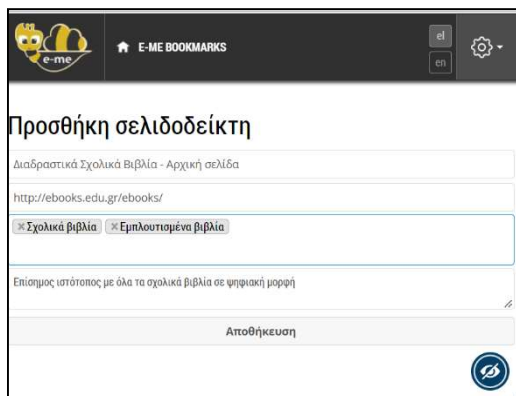 e-me
E-ME BOOKMARKS
el
en
Προσθήκη σελιδοδείκτη
Διαδραστικά Σχολικά Βιβλία - Αρχική σελίδα
http://ebooks.edu.gr/ebooks/
×Σχολικά βιβλία ×Εμπλουτισμένα βιβλία
Επίσημος ιστότοπος με όλα τα σχολικά βιβλία σε ψηφιακή μορφή
Αποθήκευση